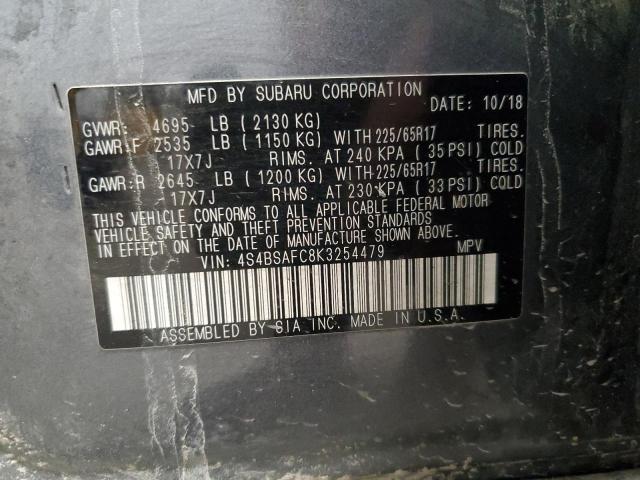 MFD BY SUBARU CORPORATION
DATE: 10/18
GVWR: 4695 LB (2130 KG)
GAWR:F 2535 LB (1150 KG) WITH 225/65R17 TIRES.
17X7J RIMS. AT 240 KPA (35 PSI) COLD
GAWR:R 2645 LB (1200 KG) WITH 225/65R17 TIRES.
17X7J RIMS. AT 230 KPA (33 PSI) COLD
THIS VEHICLE CONFORMS TO ALL APPLICABLE FEDERAL MOTOR
VEHICLE SAFETY AND THEFT PREVENTION STANDARDS
IN EFFECT ON THE DATE OF MANUFACTURE SHOWN ABOVE.
VIN: 4S4BSAFC8K3254479 MPV
ASSEMBLED BY SIA INC. MADE IN U.S.A.